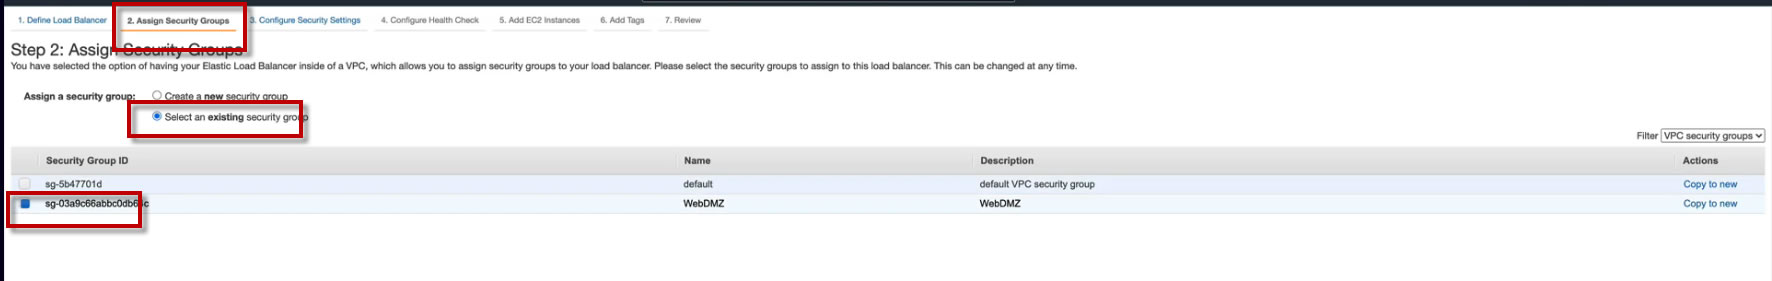 1. Define Load Balancer 2. Assign Security Groups 3. Configure Security Settings 4. Configure Health Check 5. Add EC2 Instances 6. Add Tags 7. Review
Step 2: Assign Security Groups
You have selected the option of having your Elastic Load Balancer inside of a VPC, which allows you to assign security groups to your load balancer. Please select the security groups to assign to this load balancer. This can be changed at any time.
Assign a security group: Create a new security group
Select an existing security group
Filter VPC security groups
Security Group ID Name Description Actions
sg-5b47701d default default VPC security group Copy to new
WebDMZ WebDMZ Copy to new